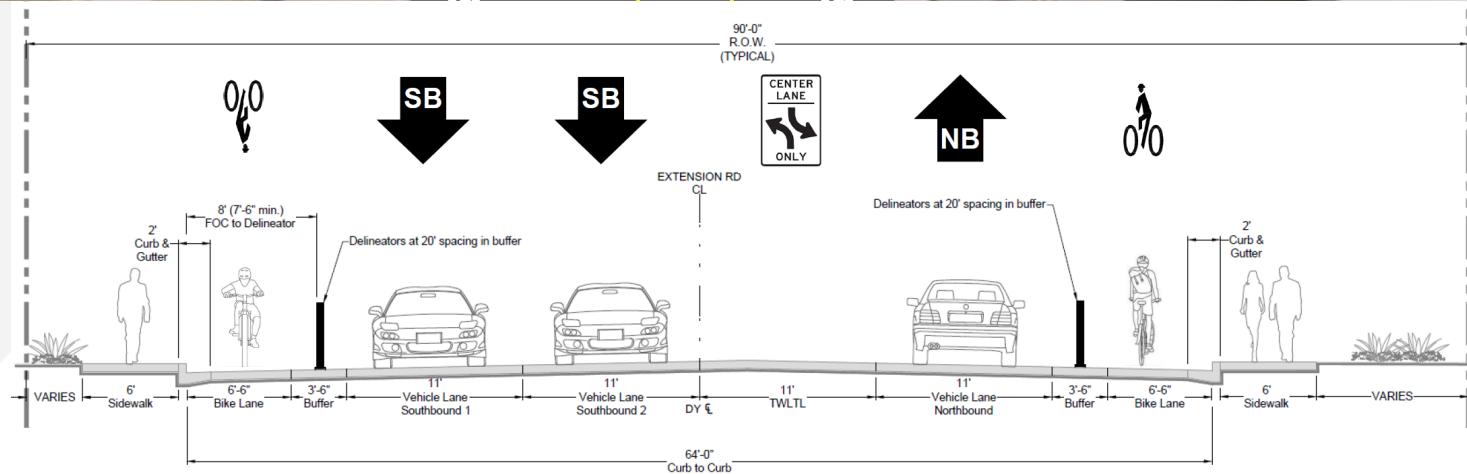 90'-0"
R.O.W.
(TYPICAL)
SB
SB
CENTER
LANE
ONLY
NB
EXTENSION RD
CL
8' (7'-6" min.)
FOC to Delineator
Delineators at 20' spacing in buffer
2'
Curb &
Gutter
Delineators at 20' spacing in buffer
2'
Curb &
Gutter
VARIES
6'
Sidewalk
6'-6"
Bike Lane
3'-6"
Buffer
11'
Vehicle Lane
Southbound 1
11'
Vehicle Lane
Southbound 2
DY ℄
11'
TWLTL
11'
Vehicle Lane
Northbound
3'-6"
Buffer
6'-6"
Bike Lane
6'
Sidewalk
VARIES
64'-0"
Curb to Curb